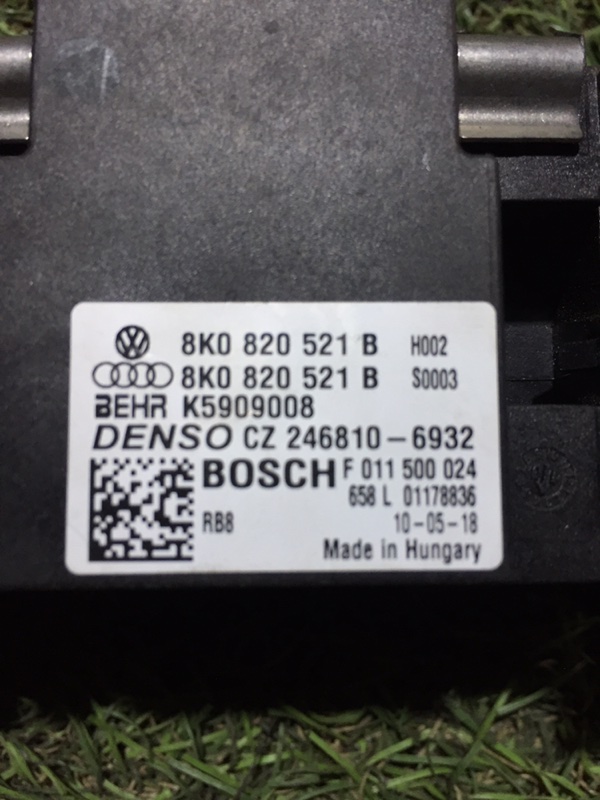 8K0 820 521 B H002
8K0 820 521 B S0003
BEHR K5909008
DENSO CZ 246810-6932
BOSCH F 011 500 024
658 L 01178836
RB8 10-05-18
Made in Hungary